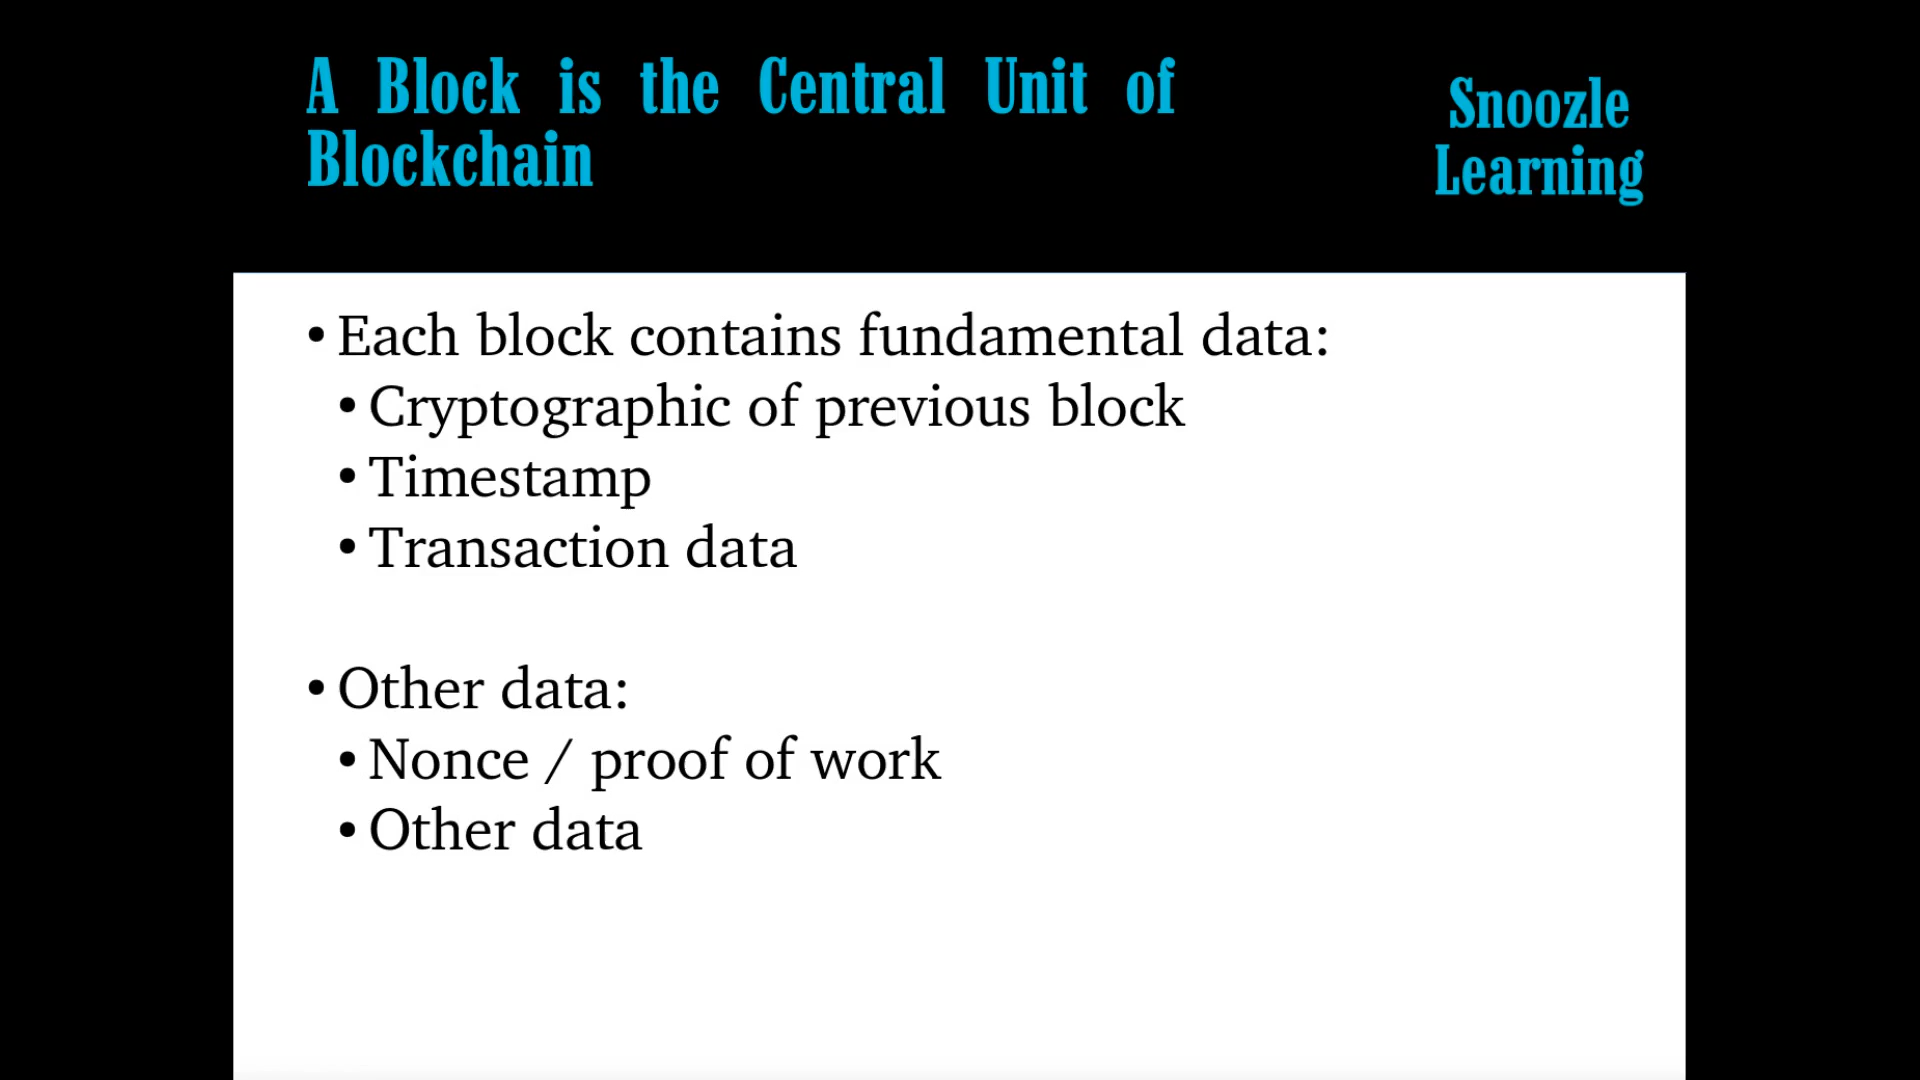 A Block is the Central Unit of
Blockchain
Snoozle
Learning
• Each block contains fundamental data:
• Cryptographic of previous block
• Timestamp
• Transaction data
• Other data:
• Nonce / proof of work
• Other data